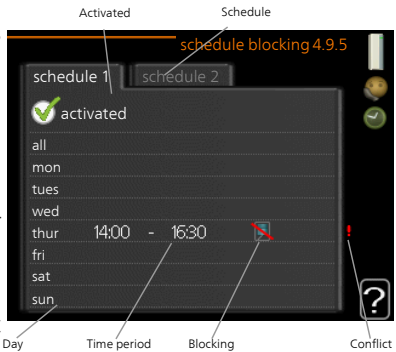 Activated Schedule
schedule blocking 4.9.5
schedule 1 schedule 2
activated
all
mon
tues
wed
thur 14:00 - 16:30 !
fri
sat
sun
?
Day Time period Blocking Conflict